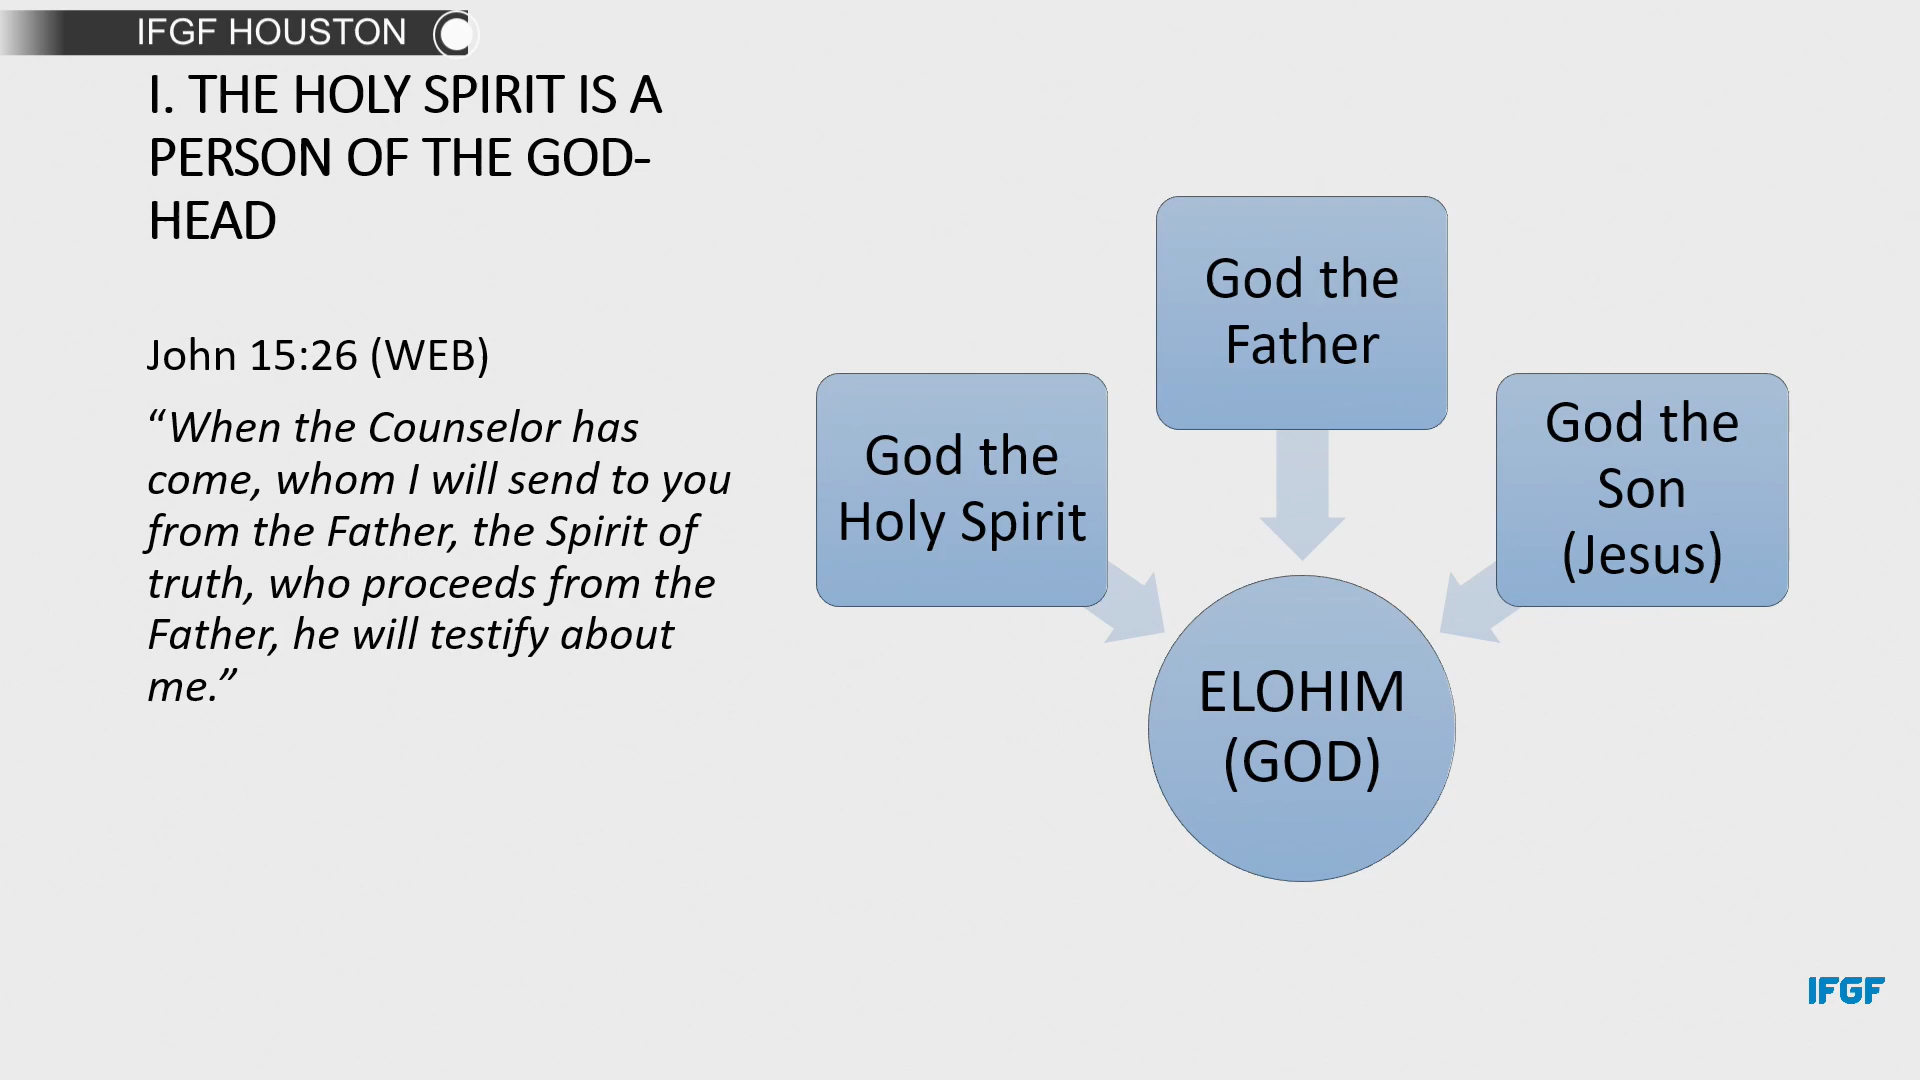 IFGF HOUSTON
I. THE HOLY SPIRIT IS A
PERSON OF THE GOD-
HEAD
John 15:26 (WEB)
“When the Counselor has
come, whom I will send to you
from the Father, the Spirit of
truth, who proceeds from the
Father, he will testify about
me.”
God the
Holy Spirit
God the
Father
God the
Son
(Jesus)
ELOHIM
(GOD)
IFGF